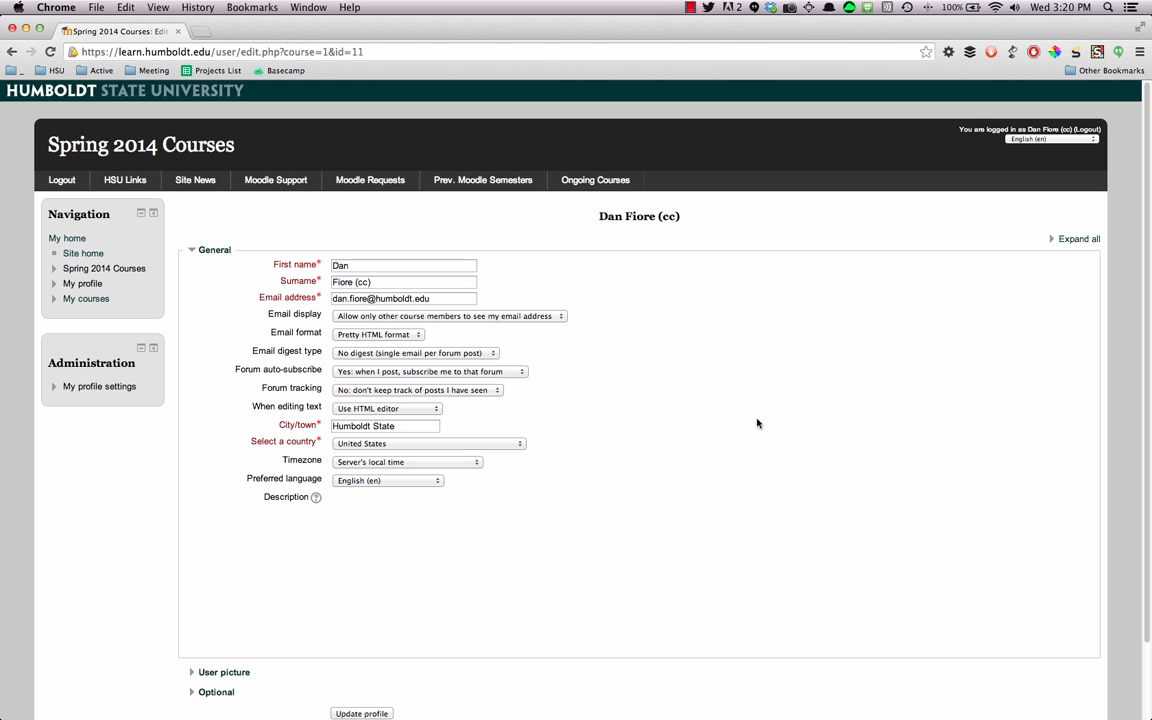 Chrome File Edit View History Bookmarks Window Help 2 100% Wed 3:20 PM
Spring 2014 Courses: Edit
https://learn.humboldt.edu/user/edit.php?course=1&id=11
HSU Active Meeting Projects List Basecamp Other Bookmarks
HUMBOLDT STATE UNIVERSITY
You are logged in as Dan Fiore (cc) (Logout)
English (en)
Spring 2014 Courses
Logout HSU Links Site News Moodle Support Moodle Requests Prev. Moodle Semesters Ongoing Courses
Navigation
My home
Site home
Spring 2014 Courses
My profile
My courses
Administration
My profile settings
Dan Fiore (cc)
Expand all
General
First name* Dan
Surname* Fiore (cc)
Email address* dan.fiore@humboldt.edu
Email display Allow only other course members to see my email address
Email format Pretty HTML format
Email digest type No digest (single email per forum post)
Forum auto-subscribe Yes: when I post, subscribe me to that forum
Forum tracking No: don't keep track of posts I have seen
When editing text Use HTML editor
City/town* Humboldt State
Select a country* United States
Timezone Server's local time
Preferred language English (en)
Description ?
User picture
Optional
Update profile